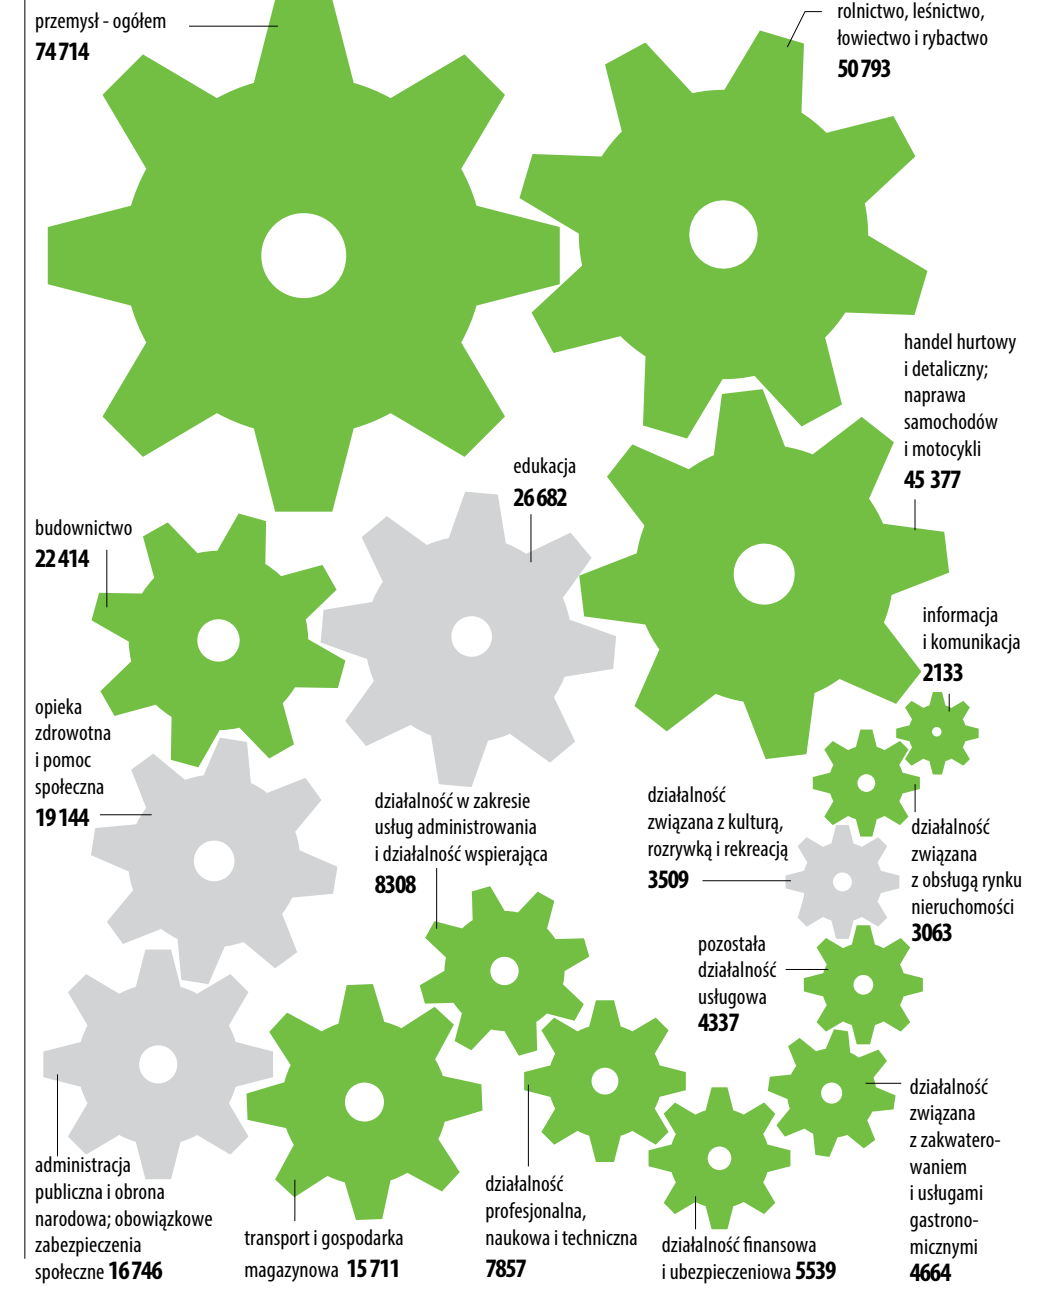 przemysł - ogółem
74 714
rolnictwo, leśnictwo,
łowiectwo i rybactwo
50 793
handel hurtowy
i detaliczny;
naprawa
samochodów
i motocykli
45 377
edukacja
26 682
budownictwo
22 414
informacja
i komunikacja
2133
opieka
zdrowotna
i pomoc
społeczna
19 144
działalność w zakresie
usług administrowania
i działalność wspierająca
8308
działalność
związana z kulturą,
rozrywką i rekreacją
3509
działalność
związana
z obsługą rynku
nieruchomości
3063
pozostała
działalność
usługowa
4337
działalność
związana
z zakwatero-
waniem
i usługami
gastrono-
micznymi
4664
administracja
publiczna i obrona
narodowa; obowiązkowe
zabezpieczenia
społeczne 16 746
transport i gospodarka
magazynowa 15 711
działalność
profesjonalna,
naukowa i techniczna
7857
działalność finansowa
i ubezpieczeniowa 5539